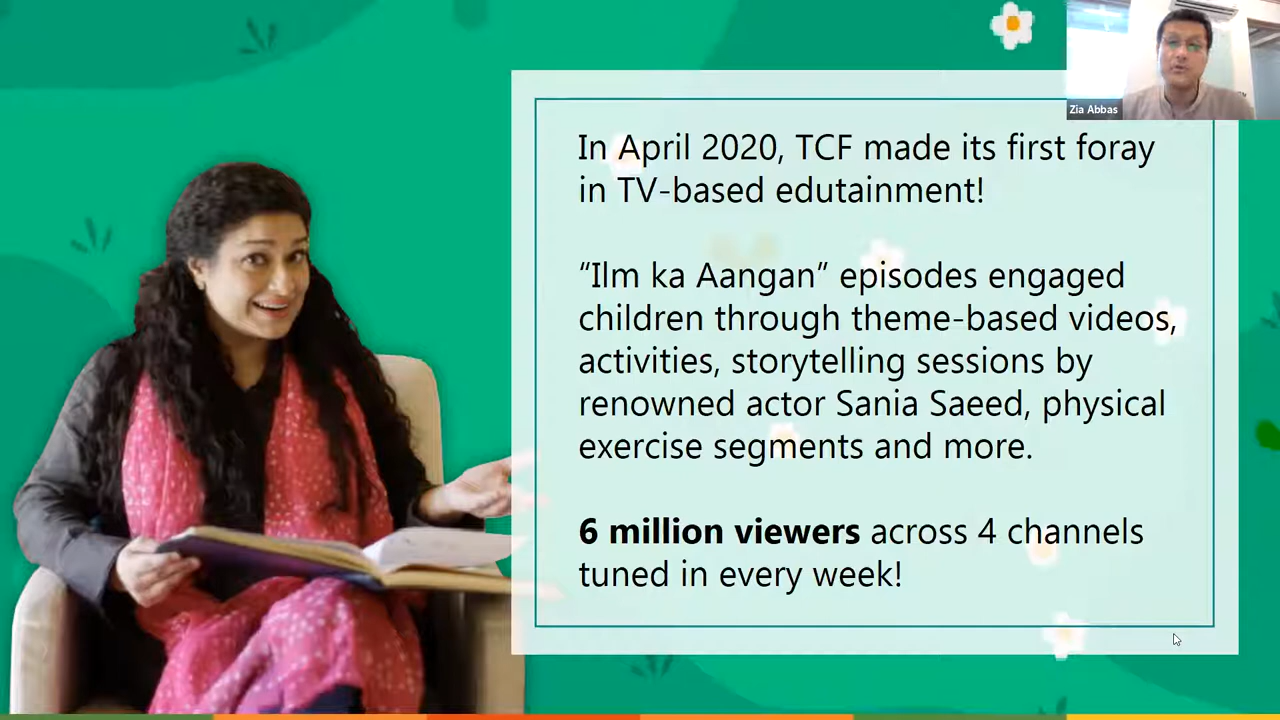 Zia Abbas
In April 2020, TCF made its first foray
in TV-based edutainment!
“Ilm ka Aangan” episodes engaged
children through theme-based videos,
activities, storytelling sessions by
renowned actor Sania Saeed, physical
exercise segments and more.
6 million viewers across 4 channels
tuned in every week!